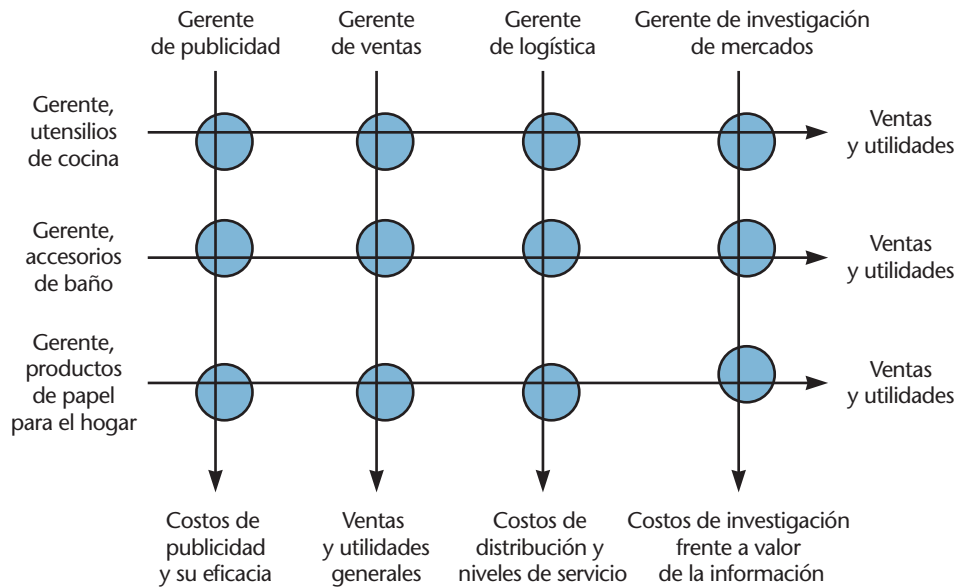 Gerente
de publicidad
Gerente
de ventas
Gerente
de logística
Gerente de investigación
de mercados
Gerente,
utensilios
de cocina
Ventas
y utilidades
Gerente,
accesorios
de baño
Ventas
y utilidades
Gerente,
productos
de papel
para el hogar
Ventas
y utilidades
Costos de
publicidad
y su eficacia
Ventas
y utilidades
generales
Costos de
distribución y
niveles de servicio
Costos de investigación
frente a valor
de la información